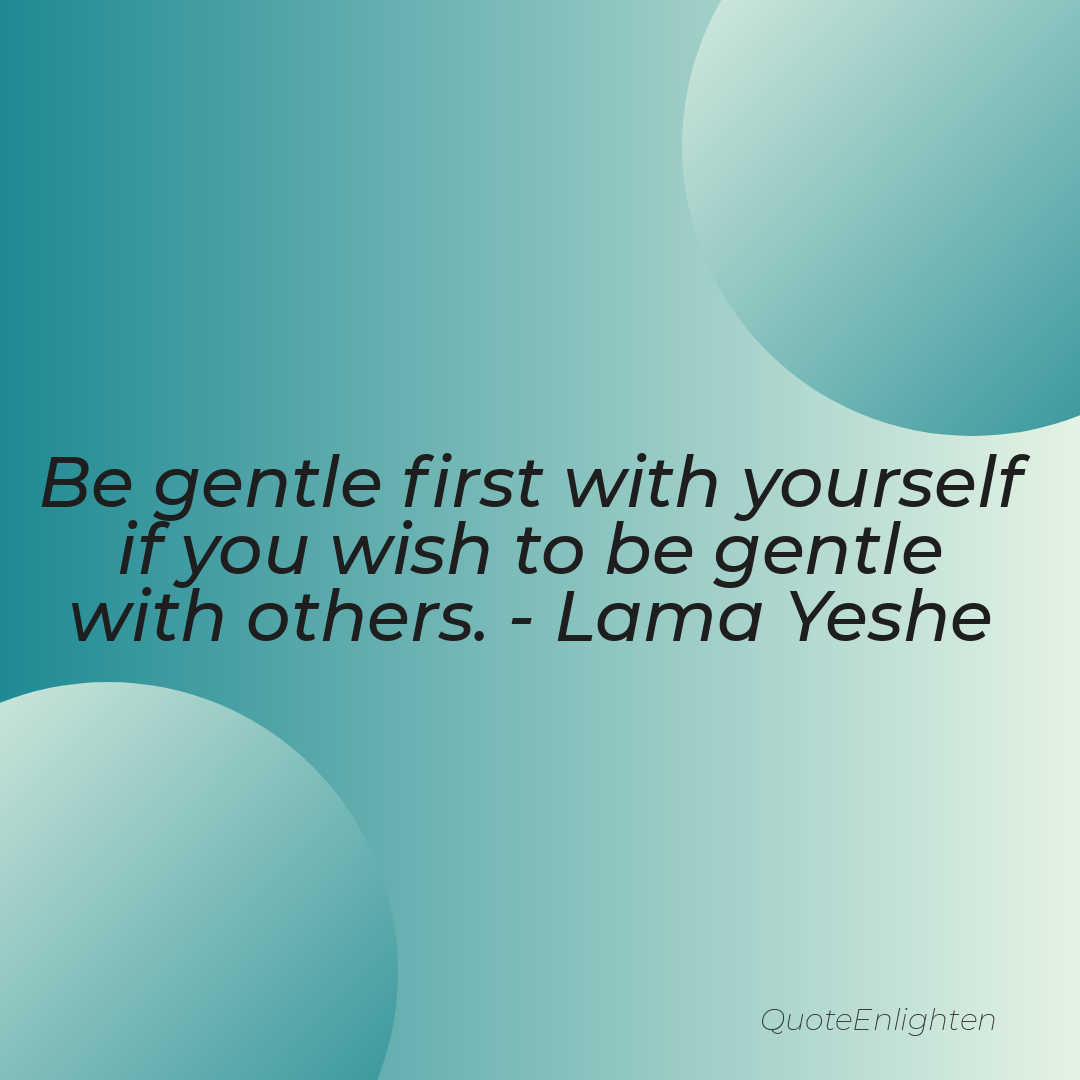 Be gentle first with yourself
if you wish to be gentle
with others. - Lama Yeshe
QuoteEnlighten